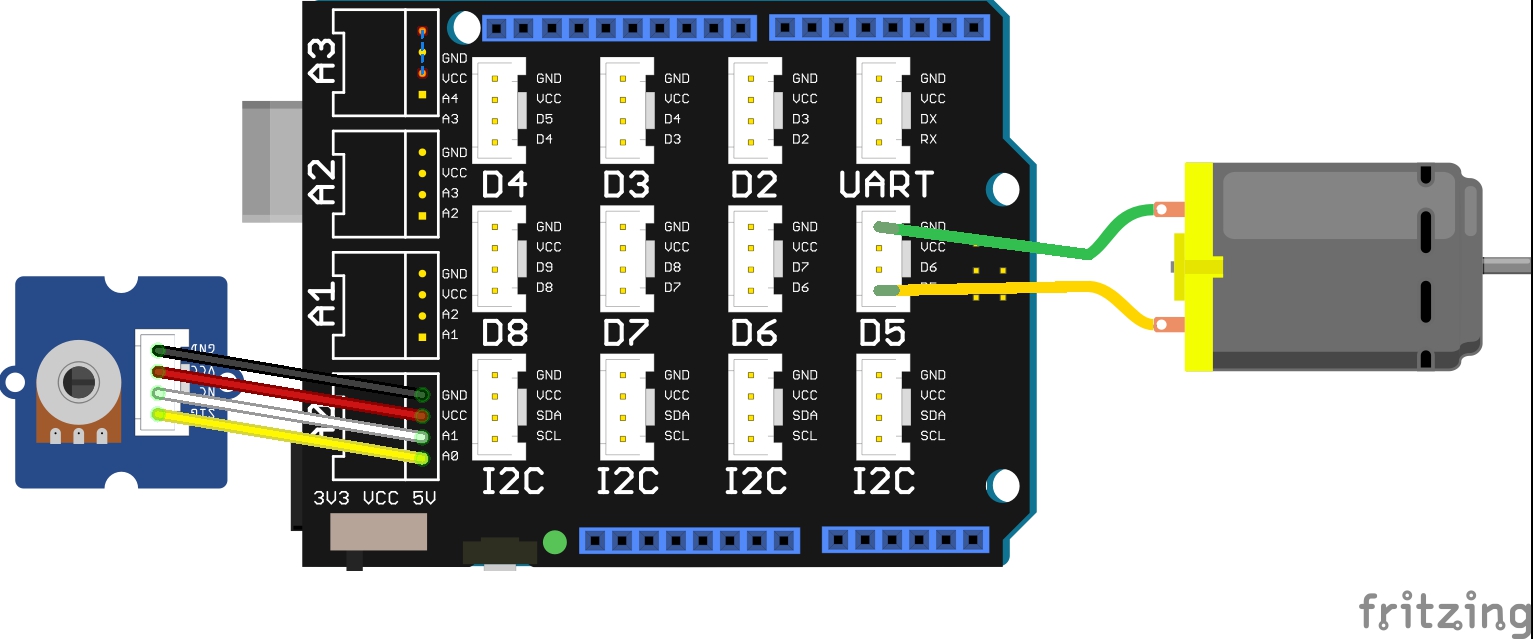 A3
GND
VCC
A4
A3
GND
VCC
D5
D4
D4
GND
VCC
D4
D3
D3
GND
VCC
D3
D2
D2
GND
VCC
DX
RX
UART
A2
GND
VCC
A3
A2
GND
VCC
D9
D8
D8
GND
VCC
D8
D7
D7
GND
VCC
D7
D6
D6
GND
VCC
D6
D5
A1
GND
VCC
A2
A1
GND
VCC
NC
SIG
GND
VCC
A1
A0
GND
VCC
SDA
SCL
I2C
GND
VCC
SDA
SCL
I2C
GND
VCC
SDA
SCL
I2C
GND
VCC
SDA
SCL
I2C
3V3 VCC 5V
fritzing